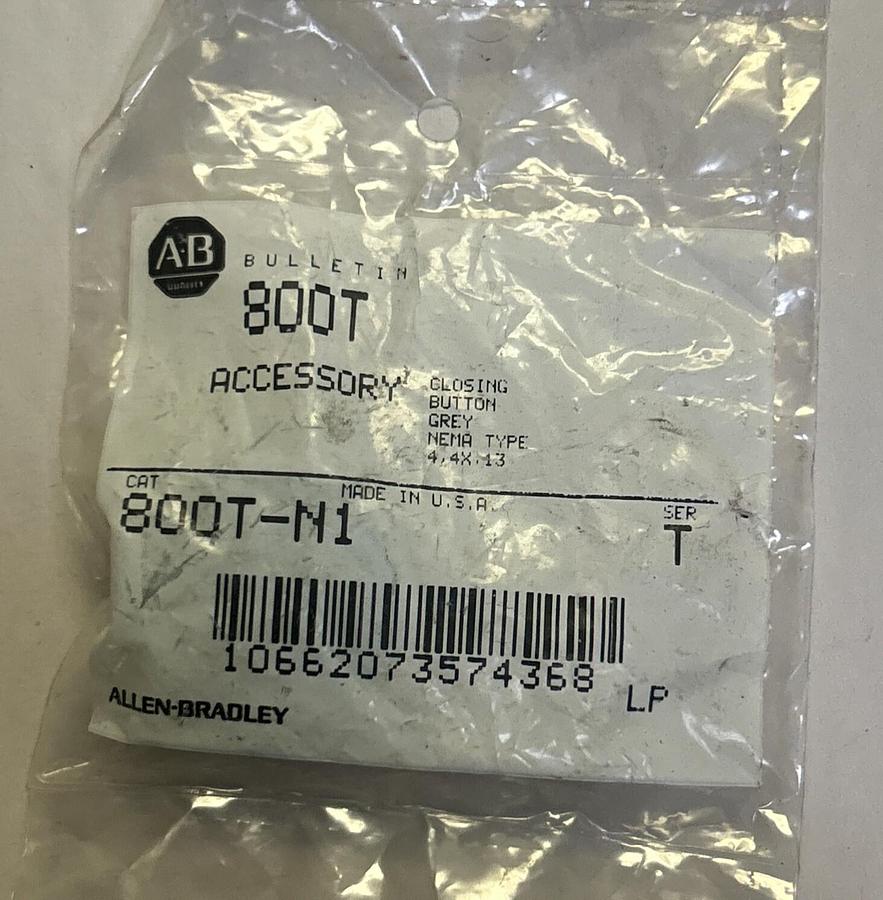 A-B
QUALITY
BULLETIN
800T
ACCESSORY
CLOSING
BUTTON
GREY
NEMA TYPE
4,4X,13
CAT
MADE IN U.S.A.
SER
800T-N1
T
10662073574368
LP
ALLEN-BRADLEY